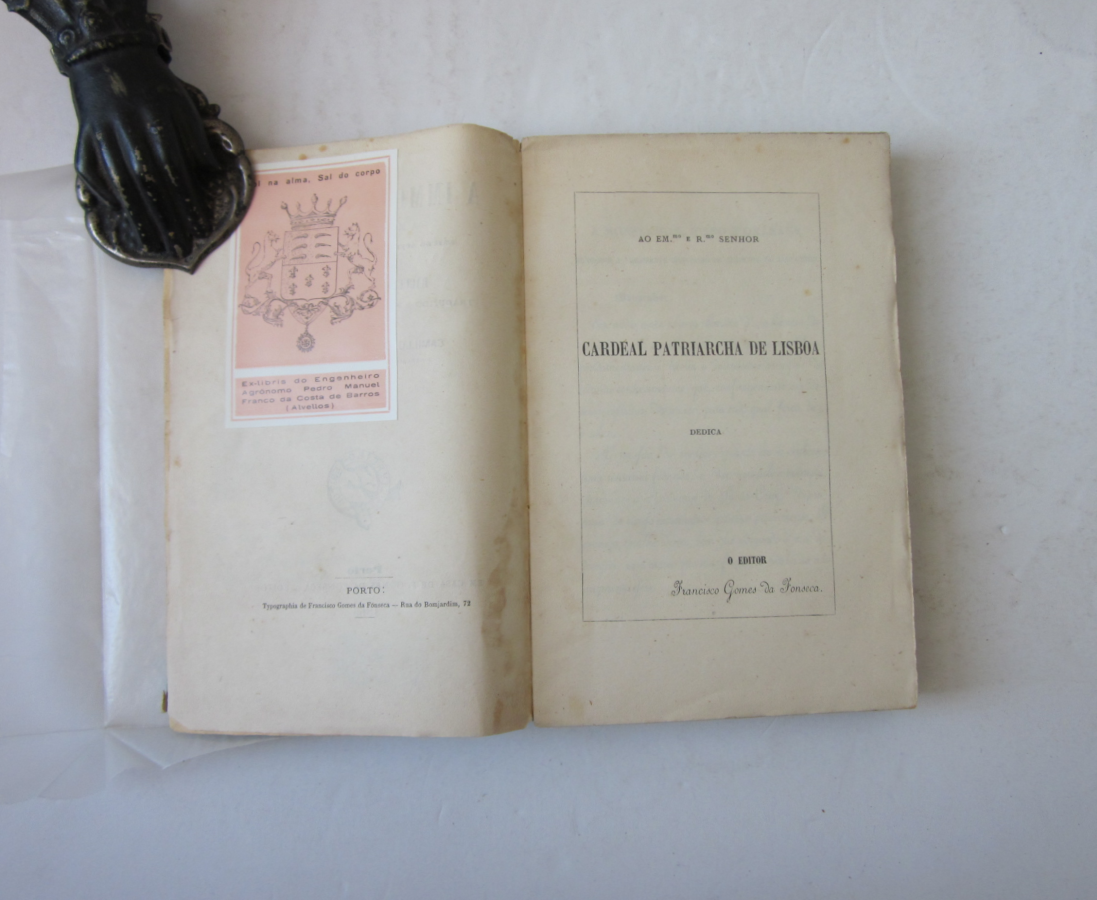 na alma, Sal do corpo
Ex-libris do Engenheiro
Agrónomo Pedro Manuel
Franco da Costa de Barros
(Alvellos)
PORTO:
Typographia de Francisco Gomes da Fonseca — Rua do Bomjardim, 72
AO EM.ᵐᵒ E R.ᵐᵒ SENHOR
CARDEAL PATRIARCHA DE LISBOA
DEDICA
O EDITOR
Francisco Gomes da Fonseca.